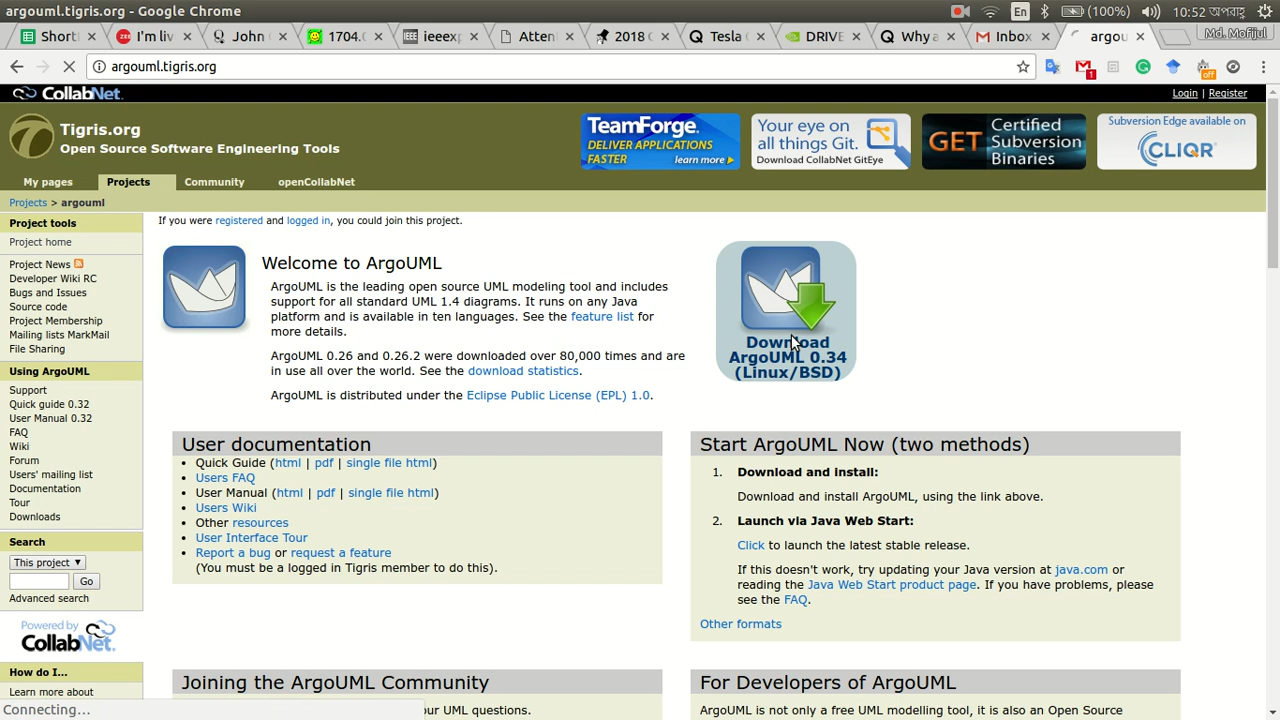 argouml.tigris.org - Google Chrome
En
(100%)
10:52 অপরাহ্ণ
Short
I'm liv
John
1704.
ieeexp
Atten
2018
Tesla
DRIVE
Why a
Inbox
argou
Md. Mofijul
argouml.tigris.org
1
off
CollabNet.
Login | Register
Tigris.org
Open Source Software Engineering Tools
TeamForge.
DELIVER APPLICATIONS
FASTER
learn more
Your eye on
all things Git.
Download CollabNet GitEye
GET
Certified
Subversion
Binaries
Subversion Edge available on
CLIQR
My pages
Projects
Community
openCollabNet
Projects > argouml
Project tools
Project home
Project News
Developer Wiki RC
Bugs and Issues
Source code
Project Membership
Mailing lists MarkMail
File Sharing
Using ArgoUML
Support
Quick guide 0.32
User Manual 0.32
FAQ
Wiki
Forum
Users' mailing list
Documentation
Tour
Downloads
Search
This project
Go
Advanced search
Powered by
CollabNet.
How do I...
Learn more about
Connecting...
If you were registered and logged in, you could join this project.
Welcome to ArgoUML
ArgoUML is the leading open source UML modeling tool and includes
support for all standard UML 1.4 diagrams. It runs on any Java
platform and is available in ten languages. See the feature list for
more details.
ArgoUML 0.26 and 0.26.2 were downloaded over 80,000 times and are
in use all over the world. See the download statistics.
ArgoUML is distributed under the Eclipse Public License (EPL) 1.0.
Download
ArgoUML 0.34
(Linux/BSD)
User documentation
• Quick Guide (html | pdf | single file html)
• Users FAQ
• User Manual (html | pdf | single file html)
• Users Wiki
• Other resources
• User Interface Tour
• Report a bug or request a feature
(You must be a logged in Tigris member to do this).
Start ArgoUML Now (two methods)
1. Download and install:
Download and install ArgoUML, using the link above.
2. Launch via Java Web Start:
Click to launch the latest stable release.
If this doesn't work, try updating your Java version at java.com or
reading the Java Web Start product page. If you have problems, please
see the FAQ.
Other formats
Joining the ArgoUML Community
our UML questions.
For Developers of ArgoUML
ArgoUML is not only a free UML modelling tool, it is also an Open Source